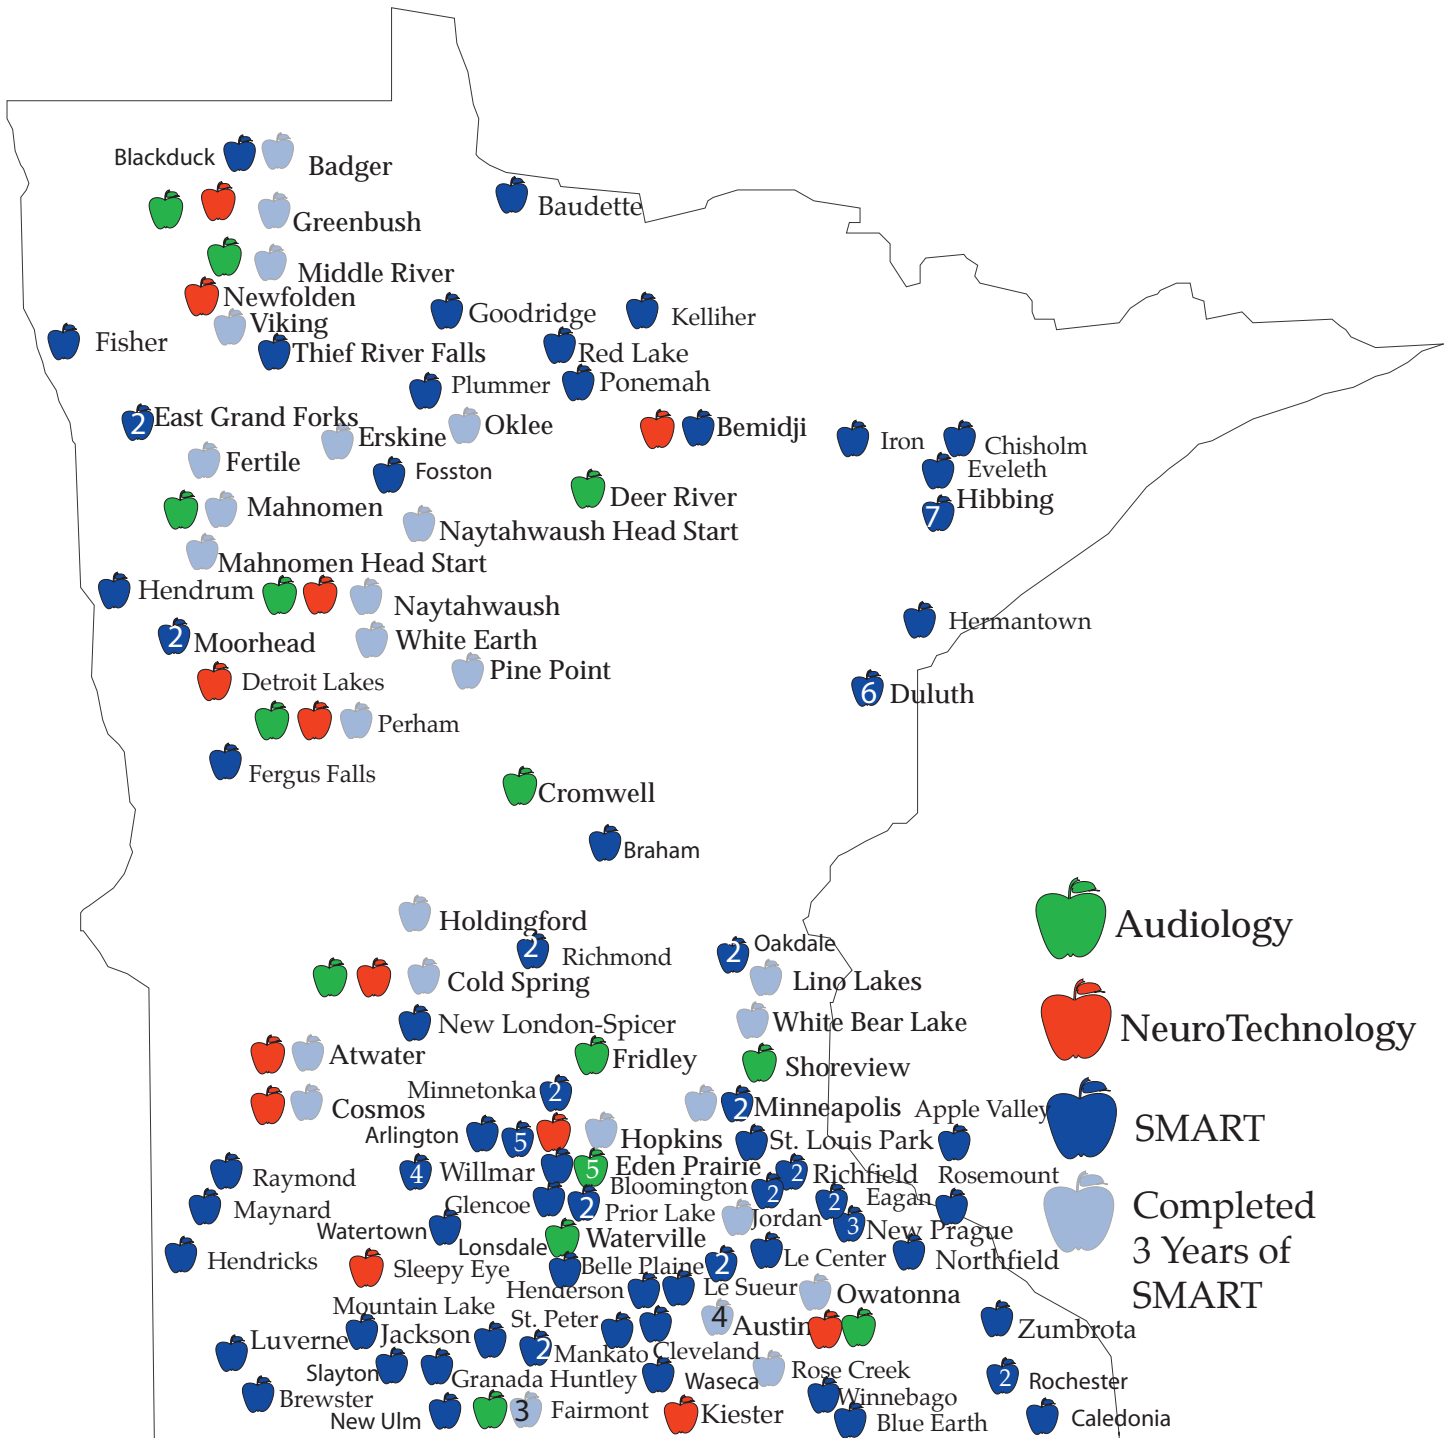 Blackduck
Badger
Baudette
Greenbush
Middle River
Newfolden
Viking
Goodridge
Kelliher
Fisher
Thief River Falls
Red Lake
Plummer
Ponemah
2 East Grand Forks
Erskine
Oklee
Bemidji
Iron
Chisholm
Fertile
Fosston
Eveleth
Deer River
7 Hibbing
Mahnomen
Naytahwaush Head Start
Mahnomen Head Start
Hendrum
Naytahwaush
Hermantown
2 Moorhead
White Earth
Pine Point
Detroit Lakes
6 Duluth
Perham
Fergus Falls
Cromwell
Braham
Holdingford
2 Richmond
2 Oakdale
Cold Spring
Lino Lakes
New London-Spicer
White Bear Lake
Atwater
Fridley
Shoreview
Minnetonka 2
Cosmos
2 Minneapolis
Apple Valley
Arlington
5
Hopkins
St. Louis Park
Raymond
4 Willmar
5 Eden Prairie
2 Richfield
Rosemount
Maynard
Glencoe
Bloomington 2
2 Eagan
Watertown
2 Prior Lake
Jordan
3 New Prague
Lonsdale
Waterville
Hendricks
Sleepy Eye
Belle Plaine 2
Le Center
Northfield
Henderson
Le Sueur
Owatonna
Mountain Lake
St. Peter
4 Austin
Zumbrota
Luverne
Jackson
2 Mankato
Cleveland
Slayton
Granada Huntley
Waseca
Rose Creek
2 Rochester
Brewster
New Ulm
3 Fairmont
Kiester
Winnebago
Blue Earth
Caledonia
Audiology
NeuroTechnology
SMART
Completed
3 Years of
SMART